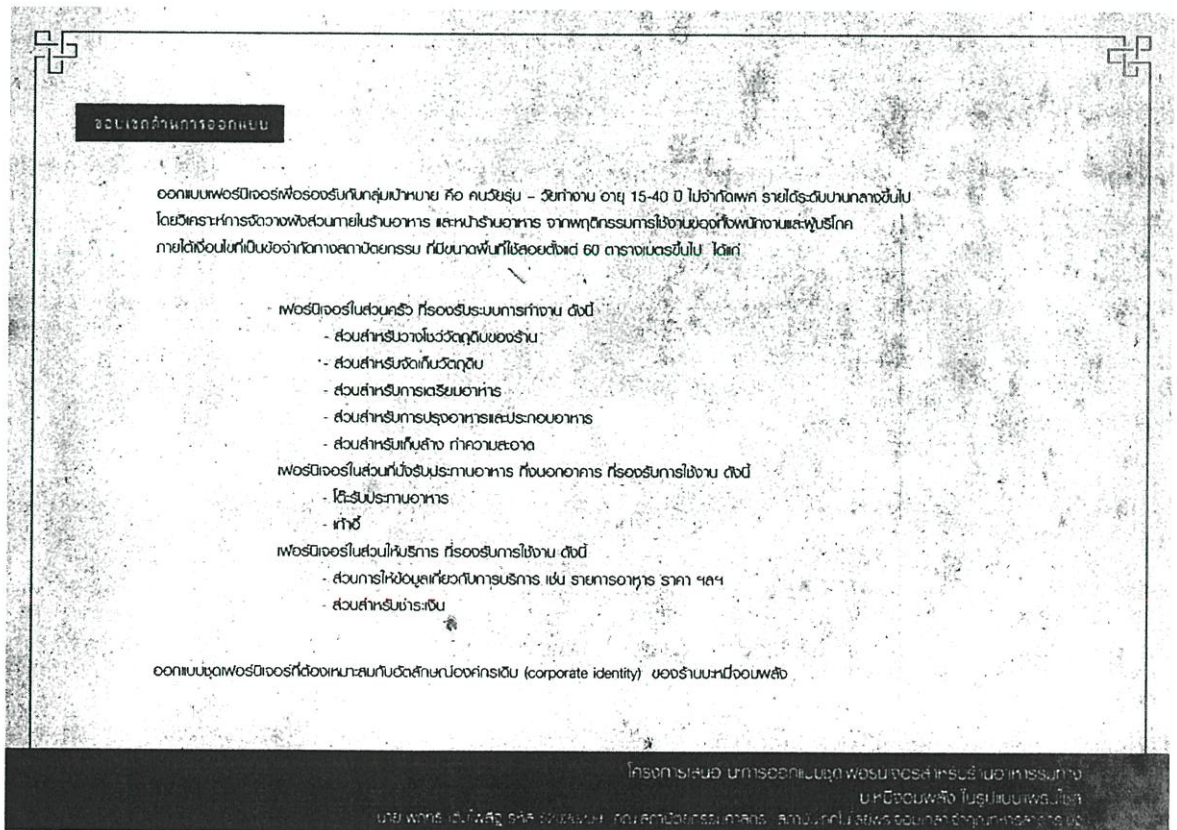 ขอบเขตด้านการออกแบบ
ออกแบบเฟอร์นิเจอร์เพื่อรองรับกับกลุ่มเป้าหมาย คือ คนวัยรุ่น – วัยทำงาน อายุ 15-40 ปี ไม่จำกัดเพศ รายได้ระดับปานกลางขึ้นไป
โดยวิเคราะห์การจัดวางผังส่วนภายในร้านอาหาร และหน้าร้านอาหาร จากพฤติกรรมการใช้งานของทั้งพนักงานและผู้บริโภค
ภายใต้เงื่อนไขที่เป็นข้อจำกัดทางสถาปัตยกรรม ที่มีขนาดพื้นที่ใช้สอยตั้งแต่ 60 ตารางเมตรขึ้นไป ได้แก่
เฟอร์นิเจอร์ในส่วนครัว ที่รองรับระบบการทำงาน ดังนี้
- ส่วนสำหรับวางโชว์วัตถุดิบของร้าน
- ส่วนสำหรับจัดเก็บวัตถุดิบ
- ส่วนสำหรับการเตรียมอาหาร
- ส่วนสำหรับการปรุงอาหารและประกอบอาหาร
- ส่วนสำหรับเก็บล้าง ทำความสะอาด
เฟอร์นิเจอร์ในส่วนที่นั่งรับประทานอาหาร ทั้งนอกอาคาร ที่รองรับการใช้งาน ดังนี้
- โต๊ะรับประทานอาหาร
- เก้าอี้
เฟอร์นิเจอร์ในส่วนให้บริการ ที่รองรับการใช้งาน ดังนี้
- ส่วนการให้ข้อมูลเกี่ยวกับการบริการ เช่น รายการอาหาร ราคา ฯลฯ
- ส่วนสำหรับชำระเงิน
ออกแบบชุดเฟอร์นิเจอร์ที่ต้องเหมาะสมกับอัตลักษณ์องค์กรเดิม (corporate identity) ของร้านบะหมี่จอมพลัง
โครงการเสนอแนะการออกแบบชุดเฟอร์นิเจอร์สำหรับร้านอาหารริมทาง
บะหมี่จอมพลัง ในรูปแบบแฟรนไชส์
นาย คณะสถาปัตยกรรมศาสตร์